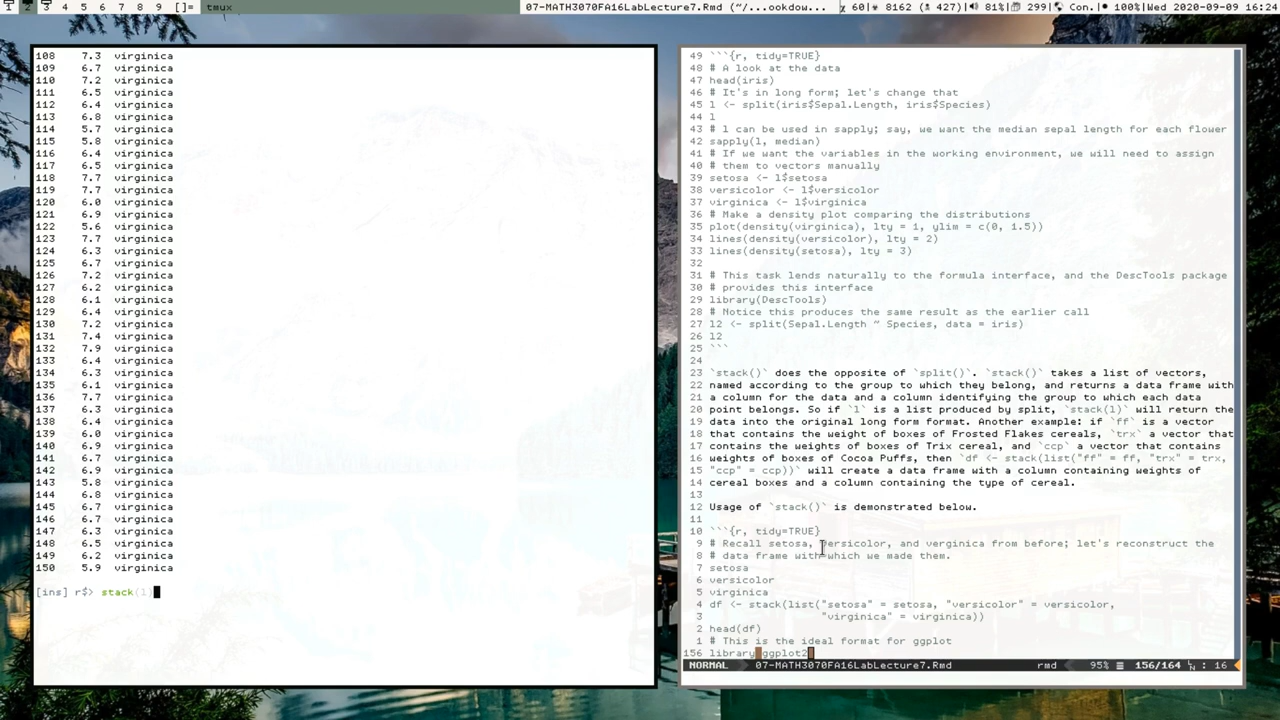 1 2 3 4 5 6 7 8 9 []= tmux 07-MATH3070FA16LabLecture7.Rmd (~/...ookdow... 60 8162 ( 427) 81% 299 Con. 100% Wed 2020-09-09 16:24
108 7.3 virginica
109 6.7 virginica
110 7.2 virginica
111 6.5 virginica
112 6.4 virginica
113 6.8 virginica
114 5.7 virginica
115 5.8 virginica
116 6.4 virginica
117 6.5 virginica
118 7.7 virginica
119 7.7 virginica
120 6.0 virginica
121 6.9 virginica
122 5.6 virginica
123 7.7 virginica
124 6.3 virginica
125 6.7 virginica
126 7.2 virginica
127 6.2 virginica
128 6.1 virginica
129 6.4 virginica
130 7.2 virginica
131 7.4 virginica
132 7.9 virginica
133 6.4 virginica
134 6.3 virginica
135 6.1 virginica
136 7.7 virginica
137 6.3 virginica
138 6.4 virginica
139 6.0 virginica
140 6.9 virginica
141 6.7 virginica
142 6.9 virginica
143 5.8 virginica
144 6.8 virginica
145 6.7 virginica
146 6.7 virginica
147 6.3 virginica
148 6.5 virginica
149 6.2 virginica
150 5.9 virginica
[ins] r$> stack(l)
49 ```{r, tidy=TRUE}
48 # A look at the data
47 head(iris)
46 # It's in long form; let's change that
45 l <- split(iris$Sepal.Length, iris$Species)
44 l
43 # l can be used in sapply; say, we want the median sepal length for each flower
42 sapply(l, median)
41 # If we want the variables in the working environment, we will need to assign
40 # them to vectors manually
39 setosa <- l$setosa
38 versicolor <- l$versicolor
37 virginica <- l$virginica
36 # Make a density plot comparing the distributions
35 plot(density(virginica), lty = 1, ylim = c(0, 1.5))
34 lines(density(versicolor), lty = 2)
33 lines(density(setosa), lty = 3)
32
31 # This task lends naturally to the formula interface, and the DescTools package
30 # provides this interface
29 library(DescTools)
28 # Notice this produces the same result as the earlier call
27 l2 <- split(Sepal.Length ~ Species, data = iris)
26 l2
25 ```
24
23 `stack()` does the opposite of `split()`. `stack()` takes a list of vectors,
22 named according to the group to which they belong, and returns a data frame with
21 a column for the data and a column identifying the group to which each data
20 point belongs. So if `l` is a list produced by split, `stack(l)` will return the
19 data into the original long form format. Another example: if `ff` is a vector
18 that contains the weight of boxes of Frosted Flakes cereals, `trx` a vector that
17 contains the weights of boxes of Trix cereal, and `ccp` a vector that contains
16 weights of boxes of Cocoa Puffs, then `df <- stack(list("ff" = ff, "trx" = trx,
15 "ccp" = ccp))` will create a data frame with a column containing weights of
14 cereal boxes and a column containing the type of cereal.
13
12 Usage of `stack()` is demonstrated below.
11
10 ```{r, tidy=TRUE}
9 # Recall setosa, versicolor, and verginica from before; let's reconstruct the
8 # data frame with which we made them.
7 setosa
6 versicolor
5 virginica
4 df <- stack(list("setosa" = setosa, "versicolor" = versicolor,
3 "virginica" = virginica))
2 head(df)
1 # This is the ideal format for ggplot
156 library(ggplot2)
NORMAL 07-MATH3070FA16LabLecture7.Rmd rmd 95% 156/164 : 16